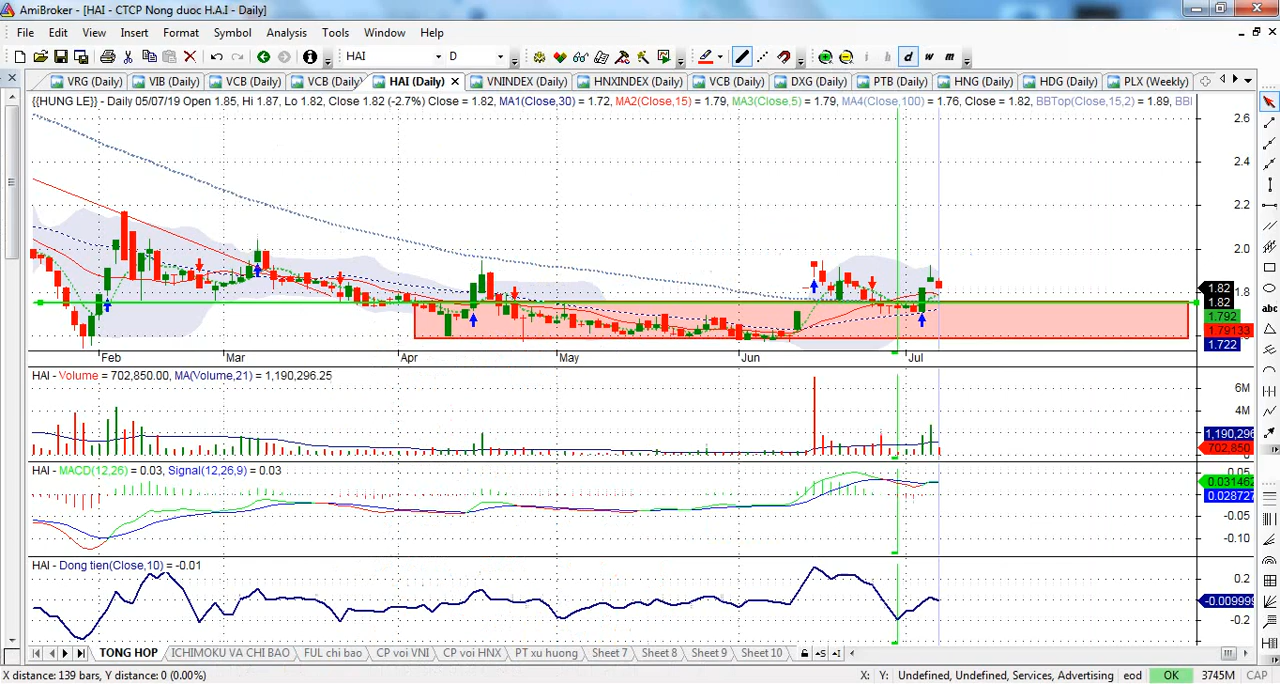 AmiBroker - [HAI - CTCP Nong duoc H.A.I - Daily]
File Edit View Insert Format Symbol Analysis Tools Window Help
HAI D i h d w m
VRG (Daily) VIB (Daily) VCB (Daily) VCB (Daily) HAI (Daily) VNINDEX (Daily) HNXINDEX (Daily) VCB (Daily) DXG (Daily) PTB (Daily) HNG (Daily) HDG (Daily) PLX (Weekly)
{{HUNG LE}} - Daily 05/07/19 Open 1.85, Hi 1.87, Lo 1.82, Close 1.82 (-2.7%) Close = 1.82, MA1(Close,30) = 1.72, MA2(Close,15) = 1.79, MA3(Close,5) = 1.79, MA4(Close,100) = 1.76, Close = 1.82, BBTop(Close,15,2) = 1.89, BBI
2.6
2.4
2.2
2.0
1.8
1.82
1.82
1.792
1.79133
1.722
abc
Feb Mar Apr May Jun Jul
HAI - Volume = 702,850.00, MA(Volume,21) = 1,190,296.25
6M
4M
1,190,296
702,850
HAI - MACD(12,26) = 0.03, Signal(12,26,9) = 0.03
0.05
0.031462
0.028727
-0.05
-0.10
HAI - Dong tien(Close,10) = -0.01
0.2
-0.009999
-0.2
TONG HOP ICHIMOKU VA CHI BAO FUL chi bao CP voi VNI CP voi HNX PT xu huong Sheet 7 Sheet 8 Sheet 9 Sheet 10
X distance: 139 bars, Y distance: 0 (0.00%) X: Y: Undefined, Undefined, Services, Advertising eod OK 3745M CAP